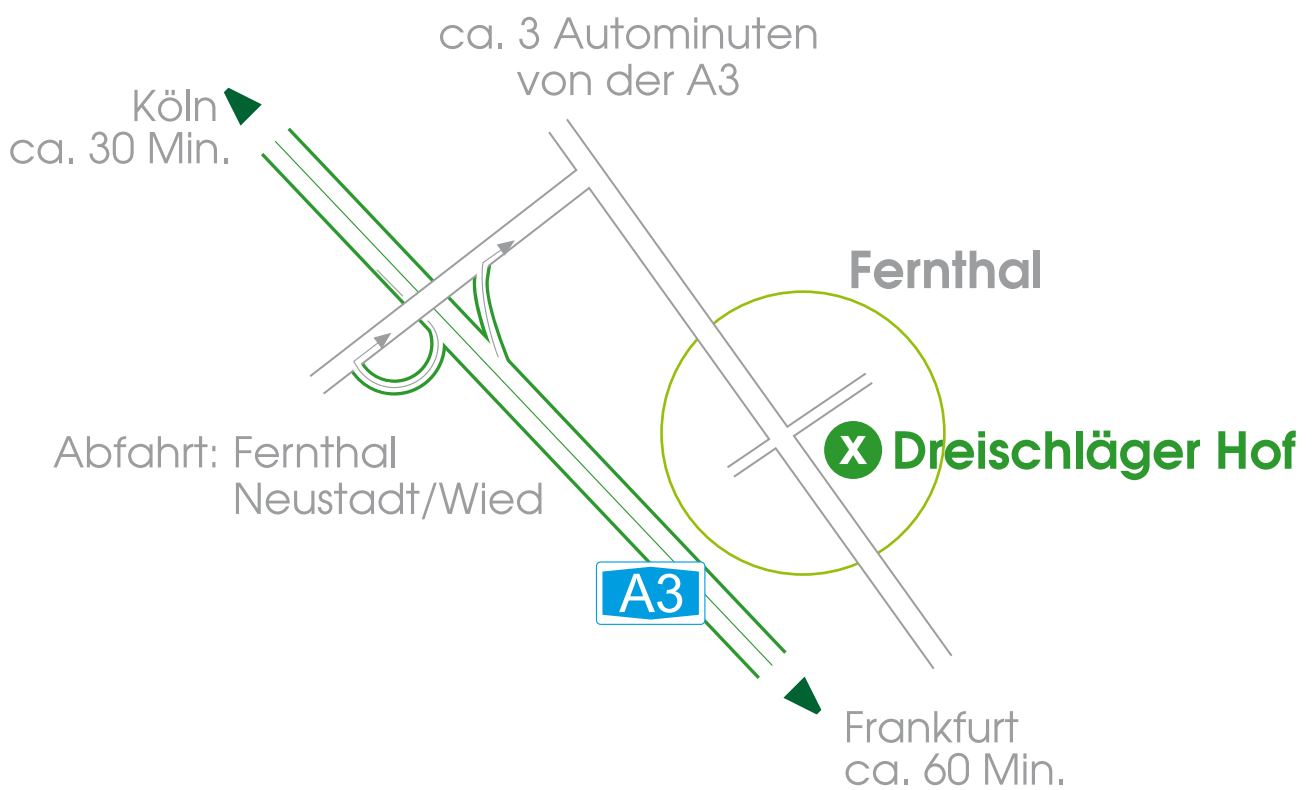 ca. 3 Autominuten
von der A3
Köln
ca. 30 Min.
Fernthal
X Dreischläger Hof
Abfahrt: Fernthal
Neustadt/Wied
A3
Frankfurt
ca. 60 Min.